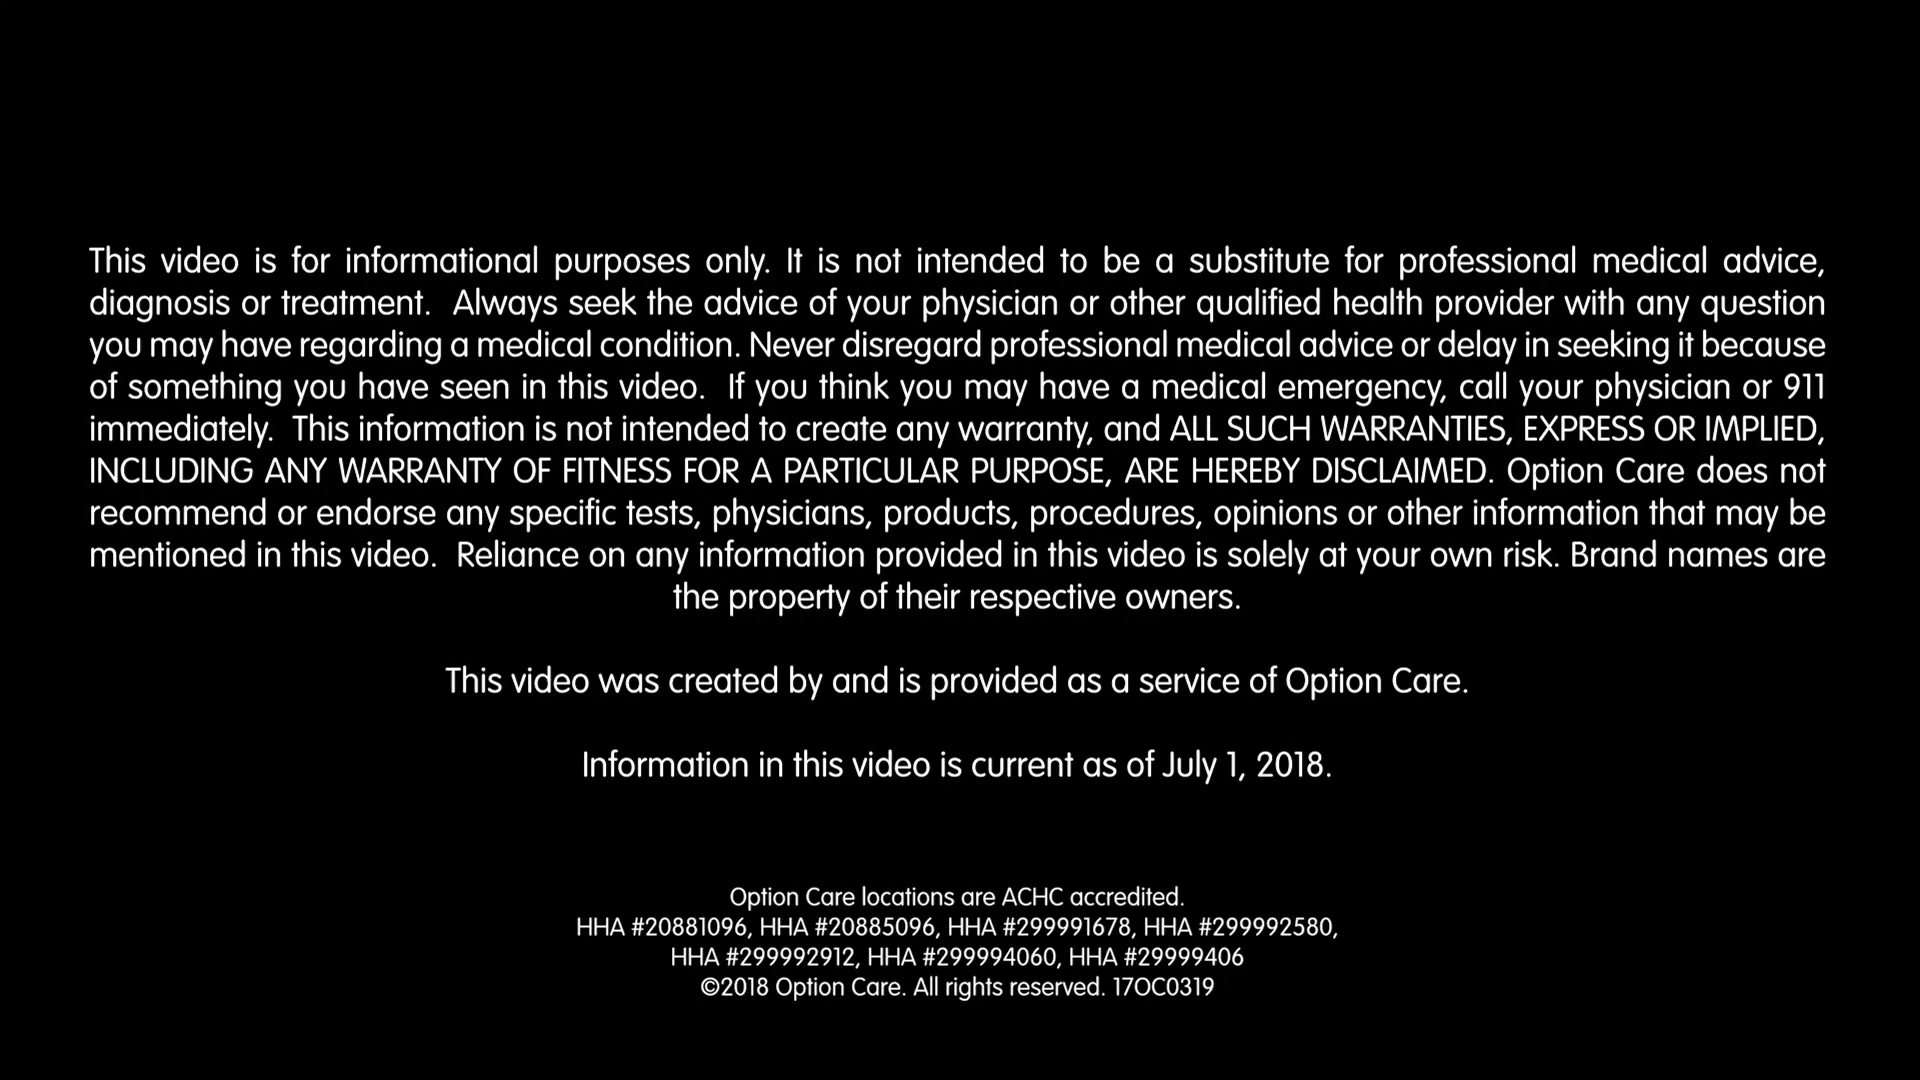 This video is for informational purposes only. It is not intended to be a substitute for professional medical advice,
diagnosis or treatment.  Always seek the advice of your physician or other qualified health provider with any question
you may have regarding a medical condition. Never disregard professional medical advice or delay in seeking it because
of something you have seen in this video.  If you think you may have a medical emergency, call your physician or 911
immediately.  This information is not intended to create any warranty, and ALL SUCH WARRANTIES, EXPRESS OR IMPLIED,
INCLUDING ANY WARRANTY OF FITNESS FOR A PARTICULAR PURPOSE, ARE HEREBY DISCLAIMED. Option Care does not
recommend or endorse any specific tests, physicians, products, procedures, opinions or other information that may be
mentioned in this video.  Reliance on any information provided in this video is solely at your own risk. Brand names are
the property of their respective owners.
This video was created by and is provided as a service of Option Care.
Information in this video is current as of July 1, 2018.
Option Care locations are ACHC accredited.
HHA #20881096, HHA #20885096, HHA #299991678, HHA #299992580,
HHA #299992912, HHA #299994060, HHA #29999406
©2018 Option Care. All rights reserved. 17OC0319